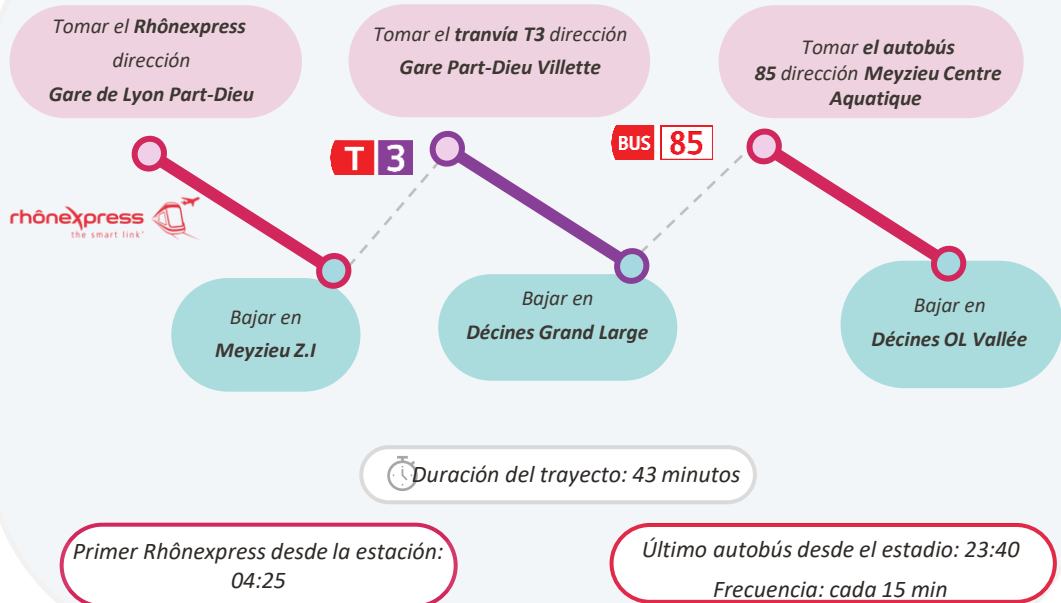 Tomar el Rhônexpress
dirección
Gare de Lyon Part-Dieu
Tomar el tranvía T3 dirección
Gare Part-Dieu Villette
Tomar el autobús
85 dirección Meyzieu Centre
Aquatique
T 3
BUS 85
rhônexpress
the smart link
Bajar en
Meyzieu Z.I
Bajar en
Décines Grand Large
Bajar en
Décines OL Vallée
Duración del trayecto: 43 minutos
Primer Rhônexpress desde la estación:
04:25
Último autobús desde el estadio: 23:40
Frecuencia: cada 15 min